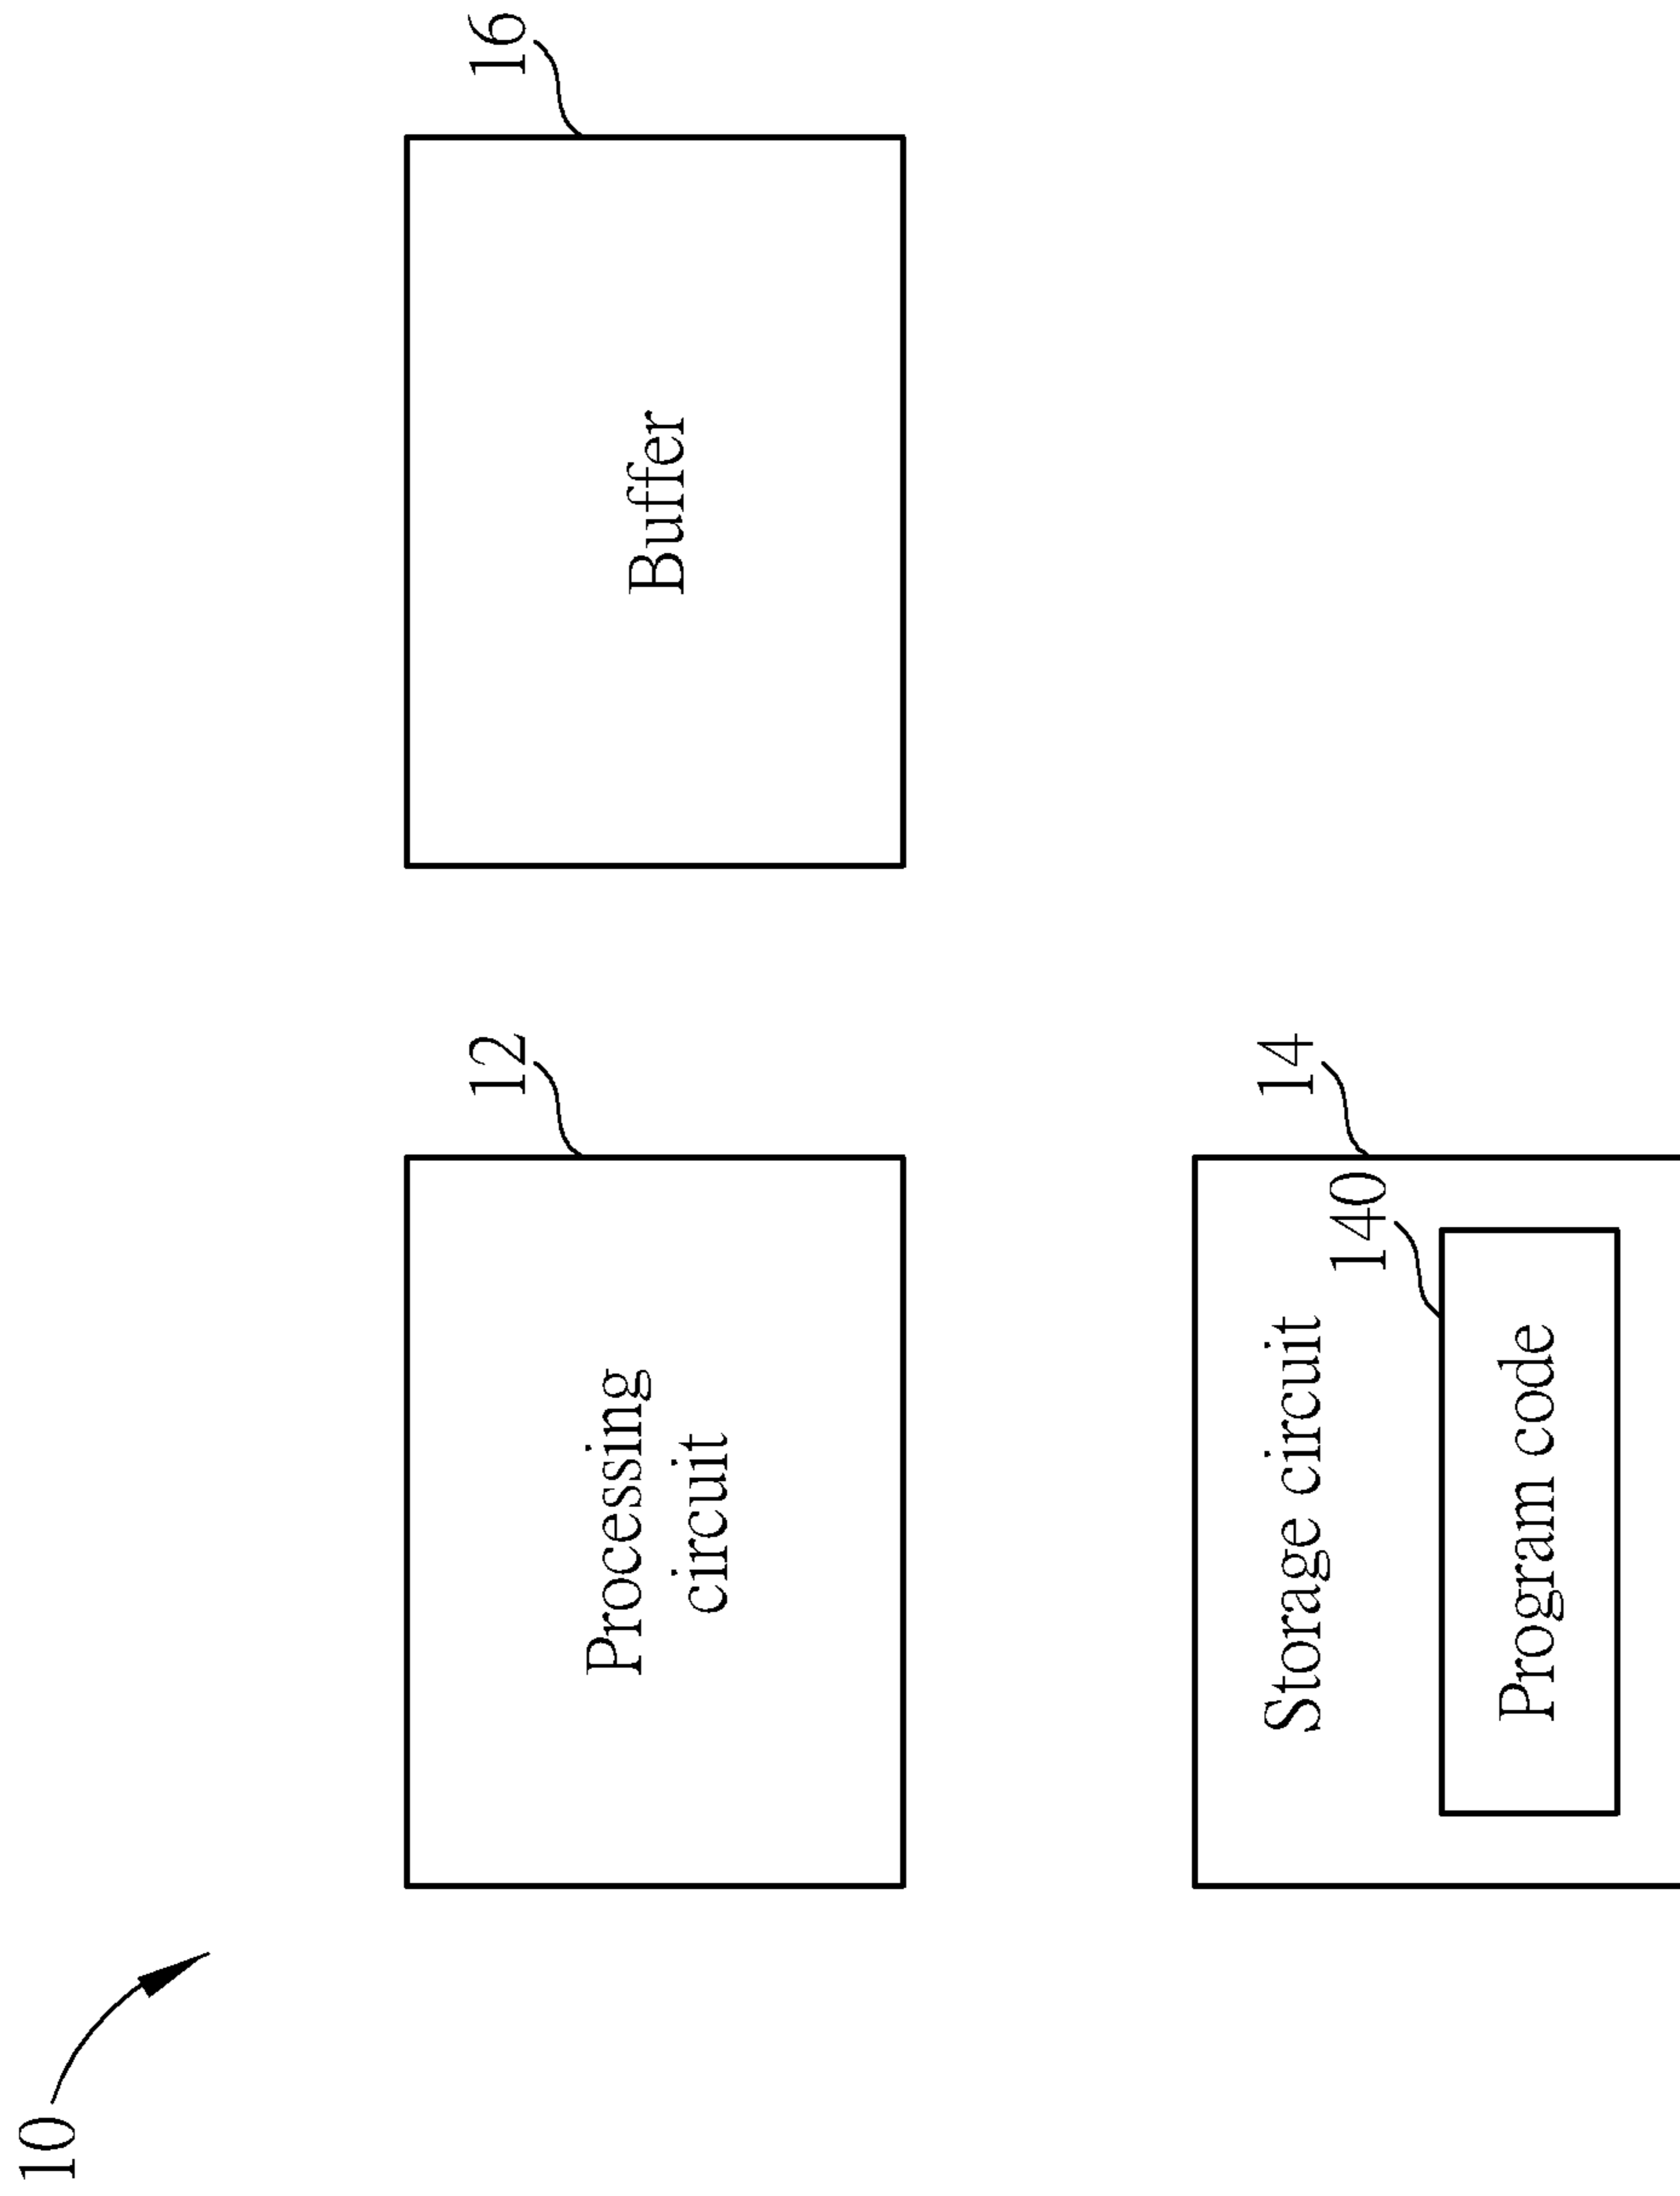 10
12
Processing
circuit
16
Buffer
14
Storage circuit
140
Program code